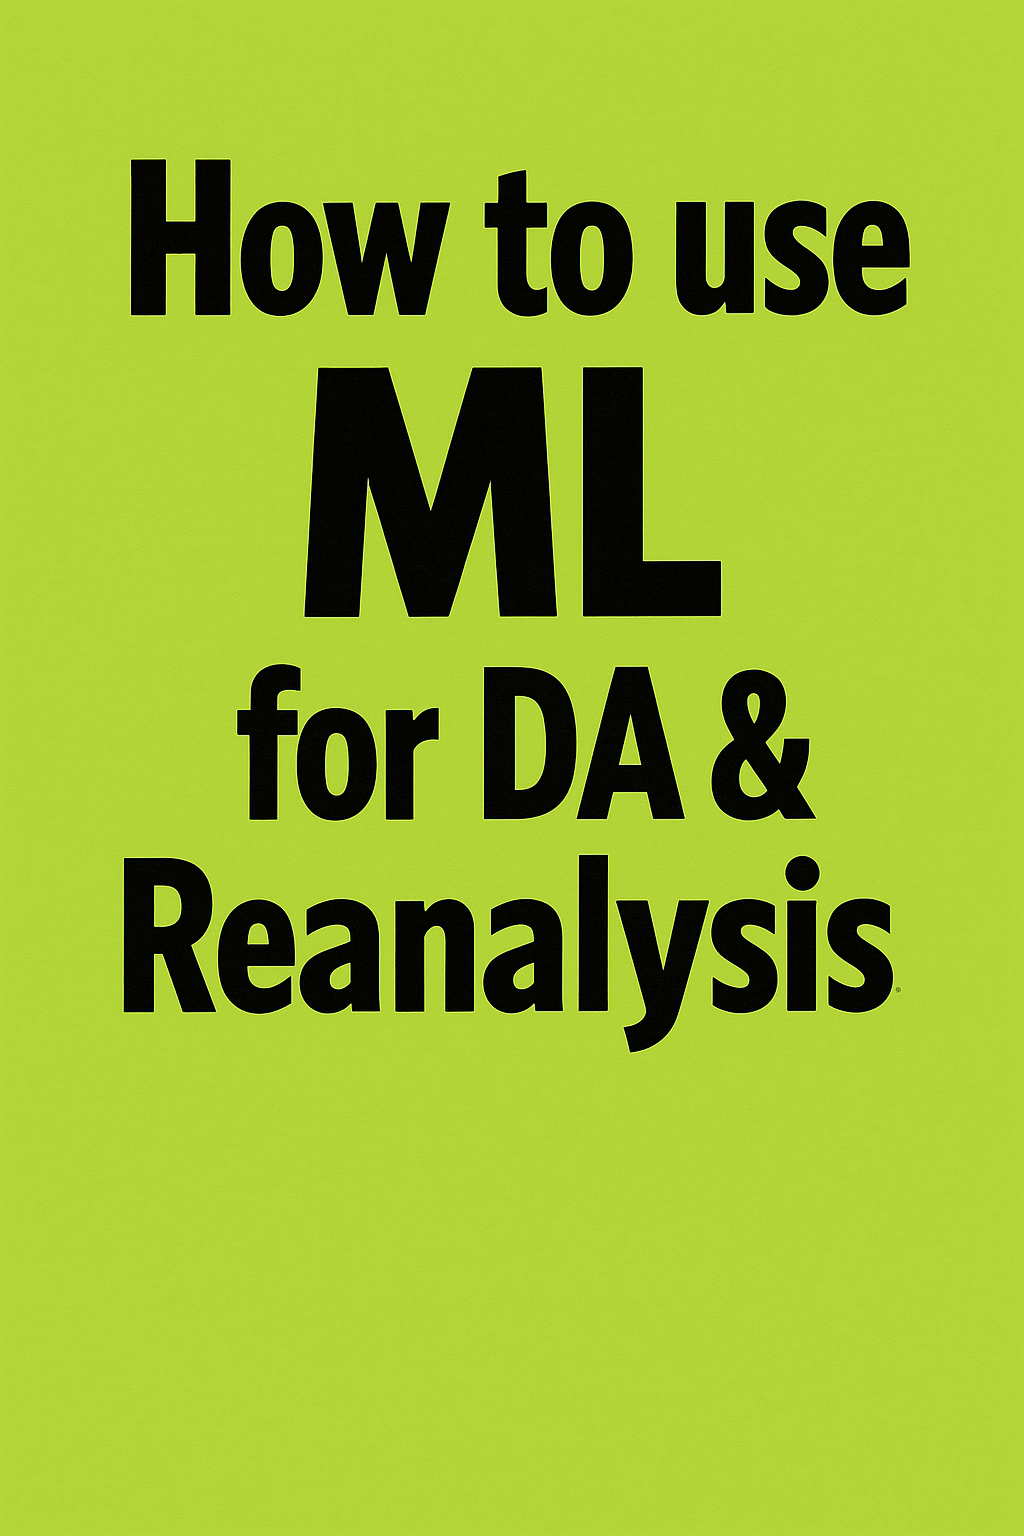 How to use
ML
for DA &
Reanalysis